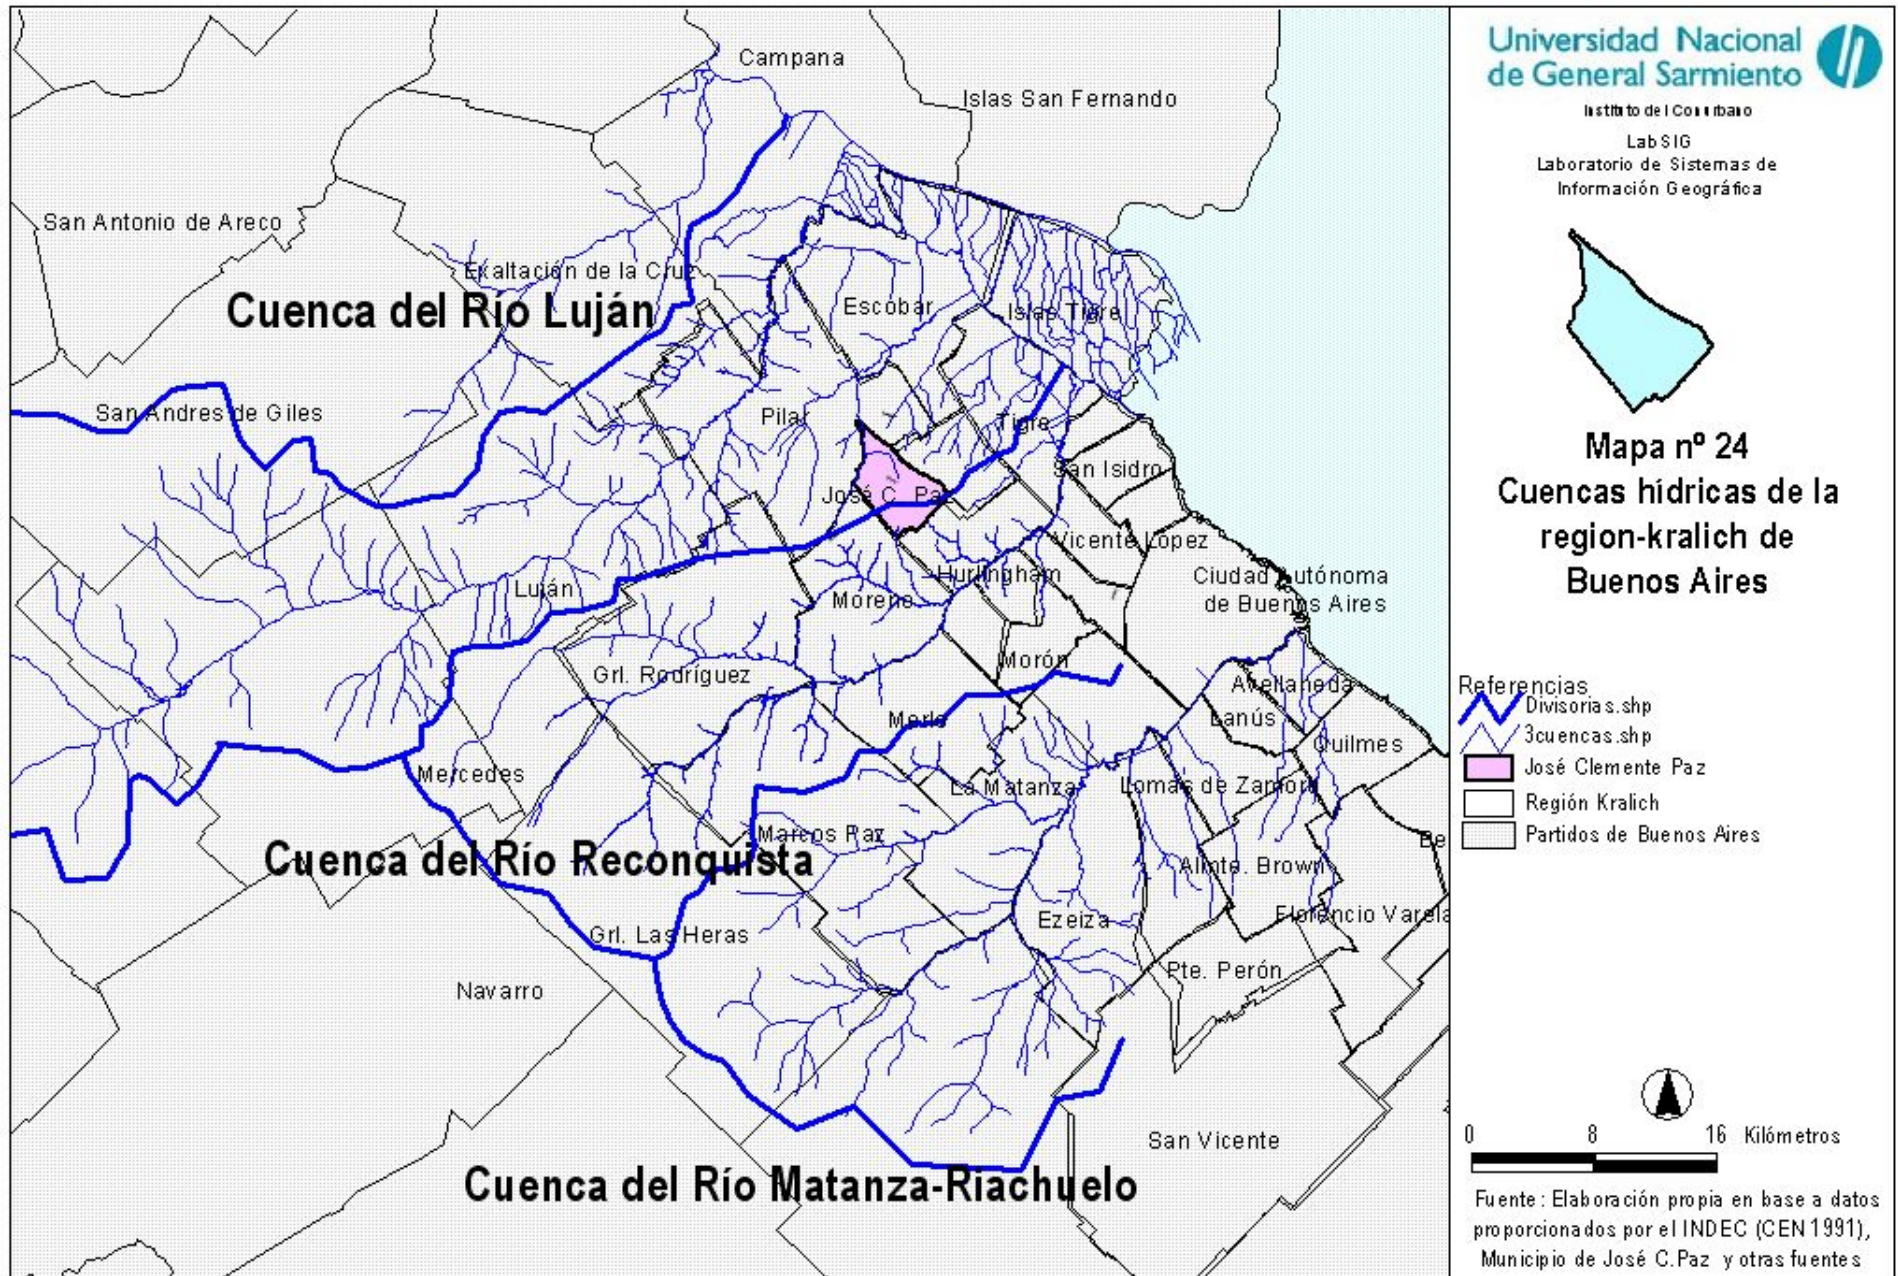 Campana
Islas San Fernando
San Antonio de Areco
Exaltación de la Cruz
Cuenca del Río Luján
Escobar
Islas Tigre
San Andres de Giles
Pilar
Tigre
San Isidro
José C. Paz
Vicente López
Luján
Moreno
Hurlingham
Ciudad Autónoma
de Buenos Aires
Grl. Rodríguez
Morón
Avellaneda
Merlo
Lanús
Quilmes
Mercedes
La Matanza
Lomas de Zamora
Marcos Paz
Be
Cuenca del Río Reconquista
Almte. Brown
Ezeiza
Florencio Varela
Grl. Las Heras
Pte. Perón
Navarro
San Vicente
Cuenca del Río Matanza-Riachuelo
Universidad Nacional
de General Sarmiento
Instituto del Conurbano
LabSIG
Laboratorio de Sistemas de
Información Geográfica
Mapa nº 24
Cuencas hídricas de la
region-kralich de
Buenos Aires
Referencias
Divisorias.shp
3cuencas.shp
José Clemente Paz
Región Kralich
Partidos de Buenos Aires
0 8 16 Kilómetros
Fuente: Elaboración propia en base a datos
proporcionados por el INDEC (CEN 1991),
Municipio de José C.Paz y otras fuentes